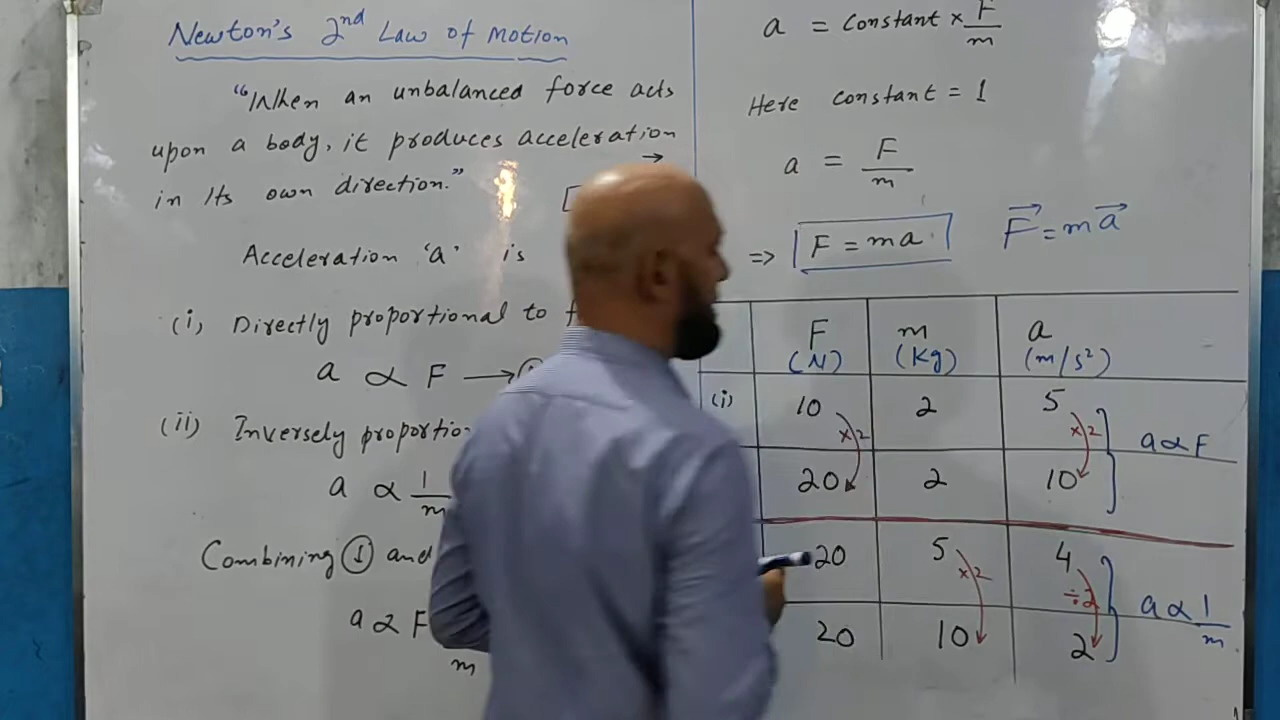 Newton's 2nd Law of motion
"When an unbalanced force acts
upon a body, it produces acceleration
in Its own direction."
Acceleration 'a' is
(i) Directly proportional to
a ∝ F →
(ii) Inversely
a ∝ 1/m
Combining ① and
a ∝ F/m
a = constant × F/m
Here constant = 1
a = F/m
⇒ F = ma F⃗ = ma⃗
F m a
(N) (Kg) (m/s²)
(i) 10 2 5
×2 ×2 a∝F
20 2 10
20 5 4
×2 ÷2 a∝1/m
20 10 2